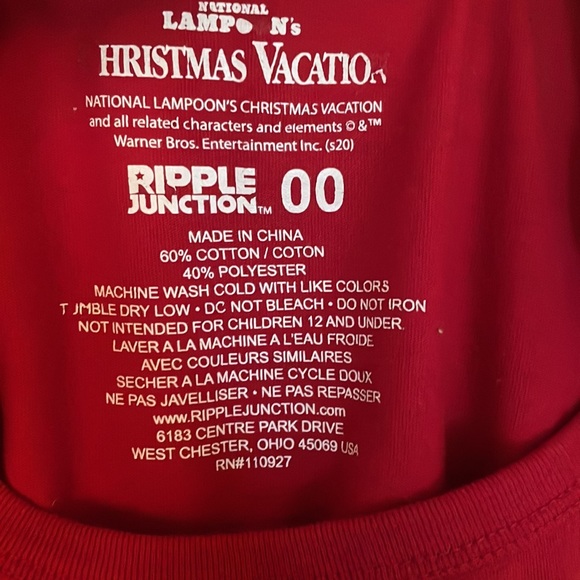 NATIONAL
LAMPO N's
HRISTMAS VACATION
NATIONAL LAMPOON'S CHRISTMAS VACATION
and all related characters and elements © &™
Warner Bros. Entertainment Inc. (s20)
RIPPLE
JUNCTION™ 00
MADE IN CHINA
60% COTTON / COTON
40% POLYESTER
MACHINE WASH COLD WITH LIKE COLORS
TUMBLE DRY LOW • DO NOT BLEACH • DO NOT IRON
NOT INTENDED FOR CHILDREN 12 AND UNDER.
LAVER A LA MACHINE A L'EAU FROIDE
AVEC COULEURS SIMILAIRES
SECHER A LA MACHINE CYCLE DOUX
NE PAS JAVELLISER • NE PAS REPASSER
www.RIPPLEJUNCTION.com
6183 CENTRE PARK DRIVE
WEST CHESTER, OHIO 45069 USA
RN#110927